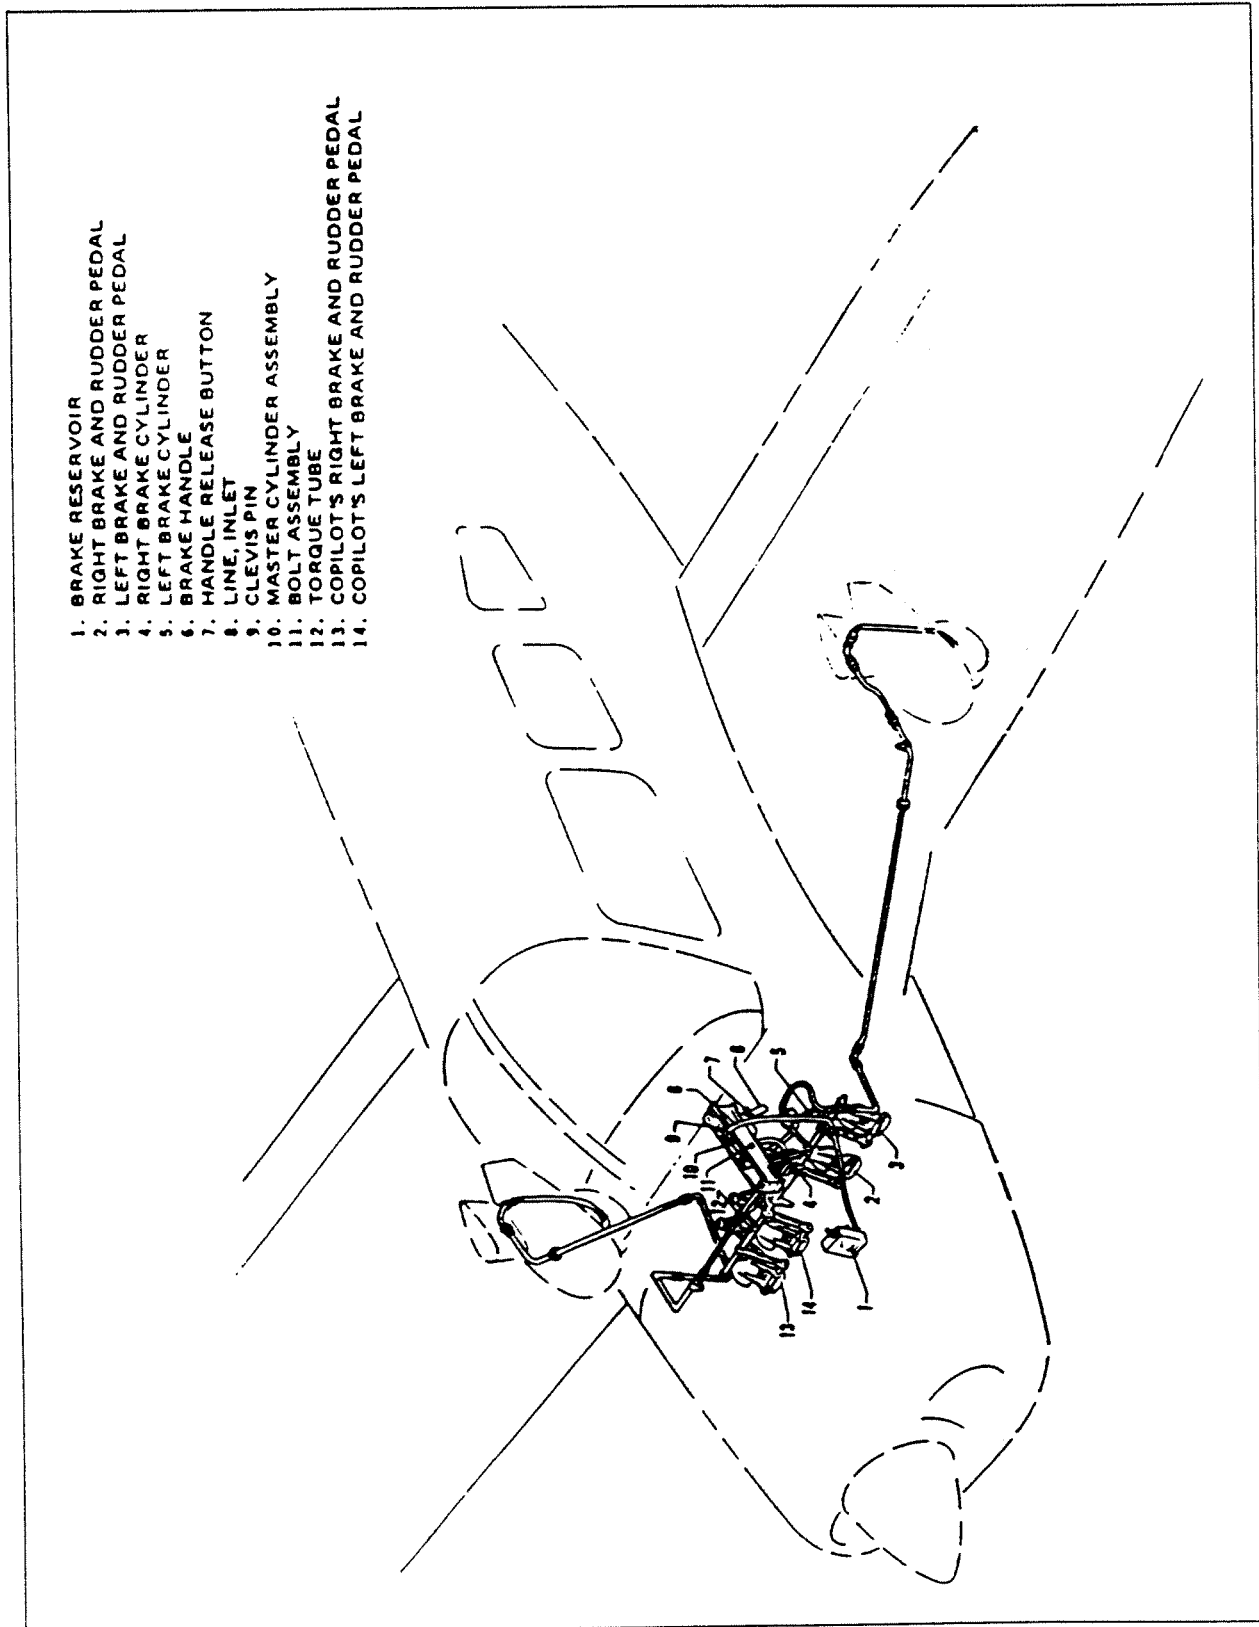 1. BRAKE RESERVOIR
2. RIGHT BRAKE AND RUDDER PEDAL
3. LEFT BRAKE AND RUDDER PEDAL
4. RIGHT BRAKE CYLINDER
5. LEFT BRAKE CYLINDER
6. BRAKE HANDLE
7. HANDLE RELEASE BUTTON
8. LINE, INLET
9. CLEVIS PIN
10. MASTER CYLINDER ASSEMBLY
11. BOLT ASSEMBLY
12. TORQUE TUBE
13. COPILOT'S RIGHT BRAKE AND RUDDER PEDAL
14. COPILOT'S LEFT BRAKE AND RUDDER PEDAL
8
7
6
9
5
10
11
12
4
3
2
13
14
1